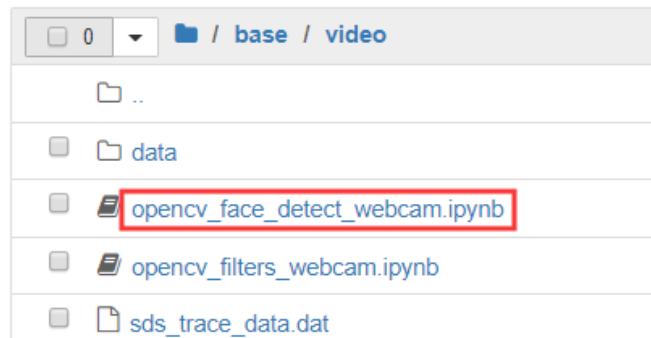 0 / base / video
..
data
opencv_face_detect_webcam.ipynb
opencv_filters_webcam.ipynb
sds_trace_data.dat